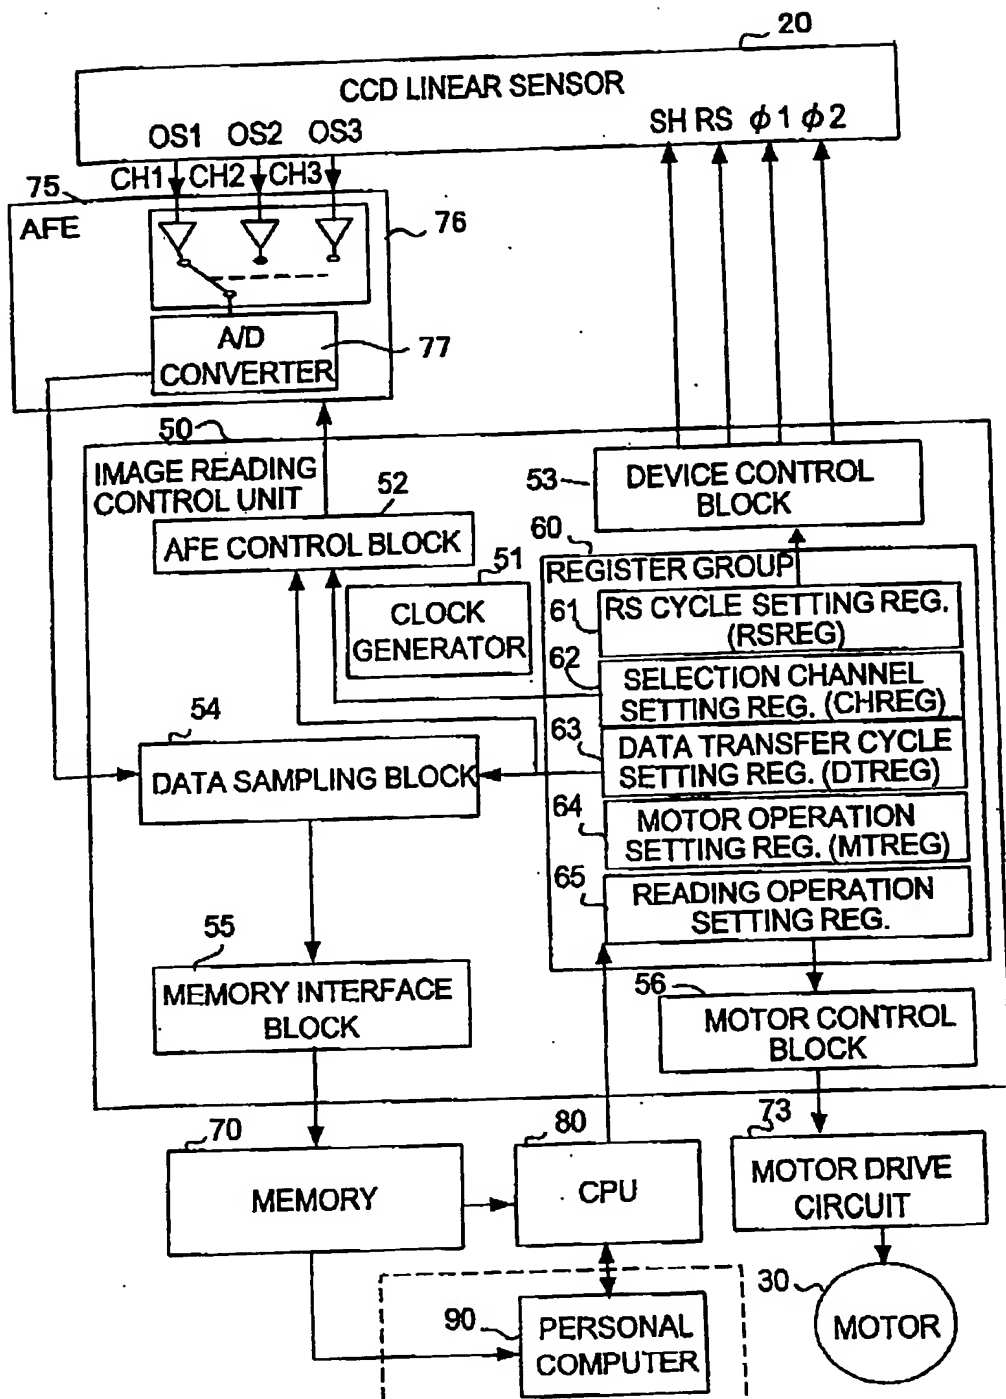 20
CCD LINEAR SENSOR
SH RS ϕ1 ϕ2
OS1 OS2 OS3
CH1 CH2 CH3
75
AFE
76
A/D
CONVERTER
77
50
IMAGE READING
CONTROL UNIT
52
AFE CONTROL BLOCK
53
DEVICE CONTROL
BLOCK
51
CLOCK
GENERATOR
60
REGISTER GROUP
61
RS CYCLE SETTING REG.
(RSREG)
62
SELECTION CHANNEL
SETTING REG. (CHREG)
63
DATA TRANSFER CYCLE
SETTING REG. (DTREG)
64
MOTOR OPERATION
SETTING REG. (MTREG)
65
READING OPERATION
SETTING REG.
54
DATA SAMPLING BLOCK
55
MEMORY INTERFACE
BLOCK
56
MOTOR CONTROL
BLOCK
70
MEMORY
80
CPU
73
MOTOR DRIVE
CIRCUIT
90
PERSONAL
COMPUTER
30
MOTOR